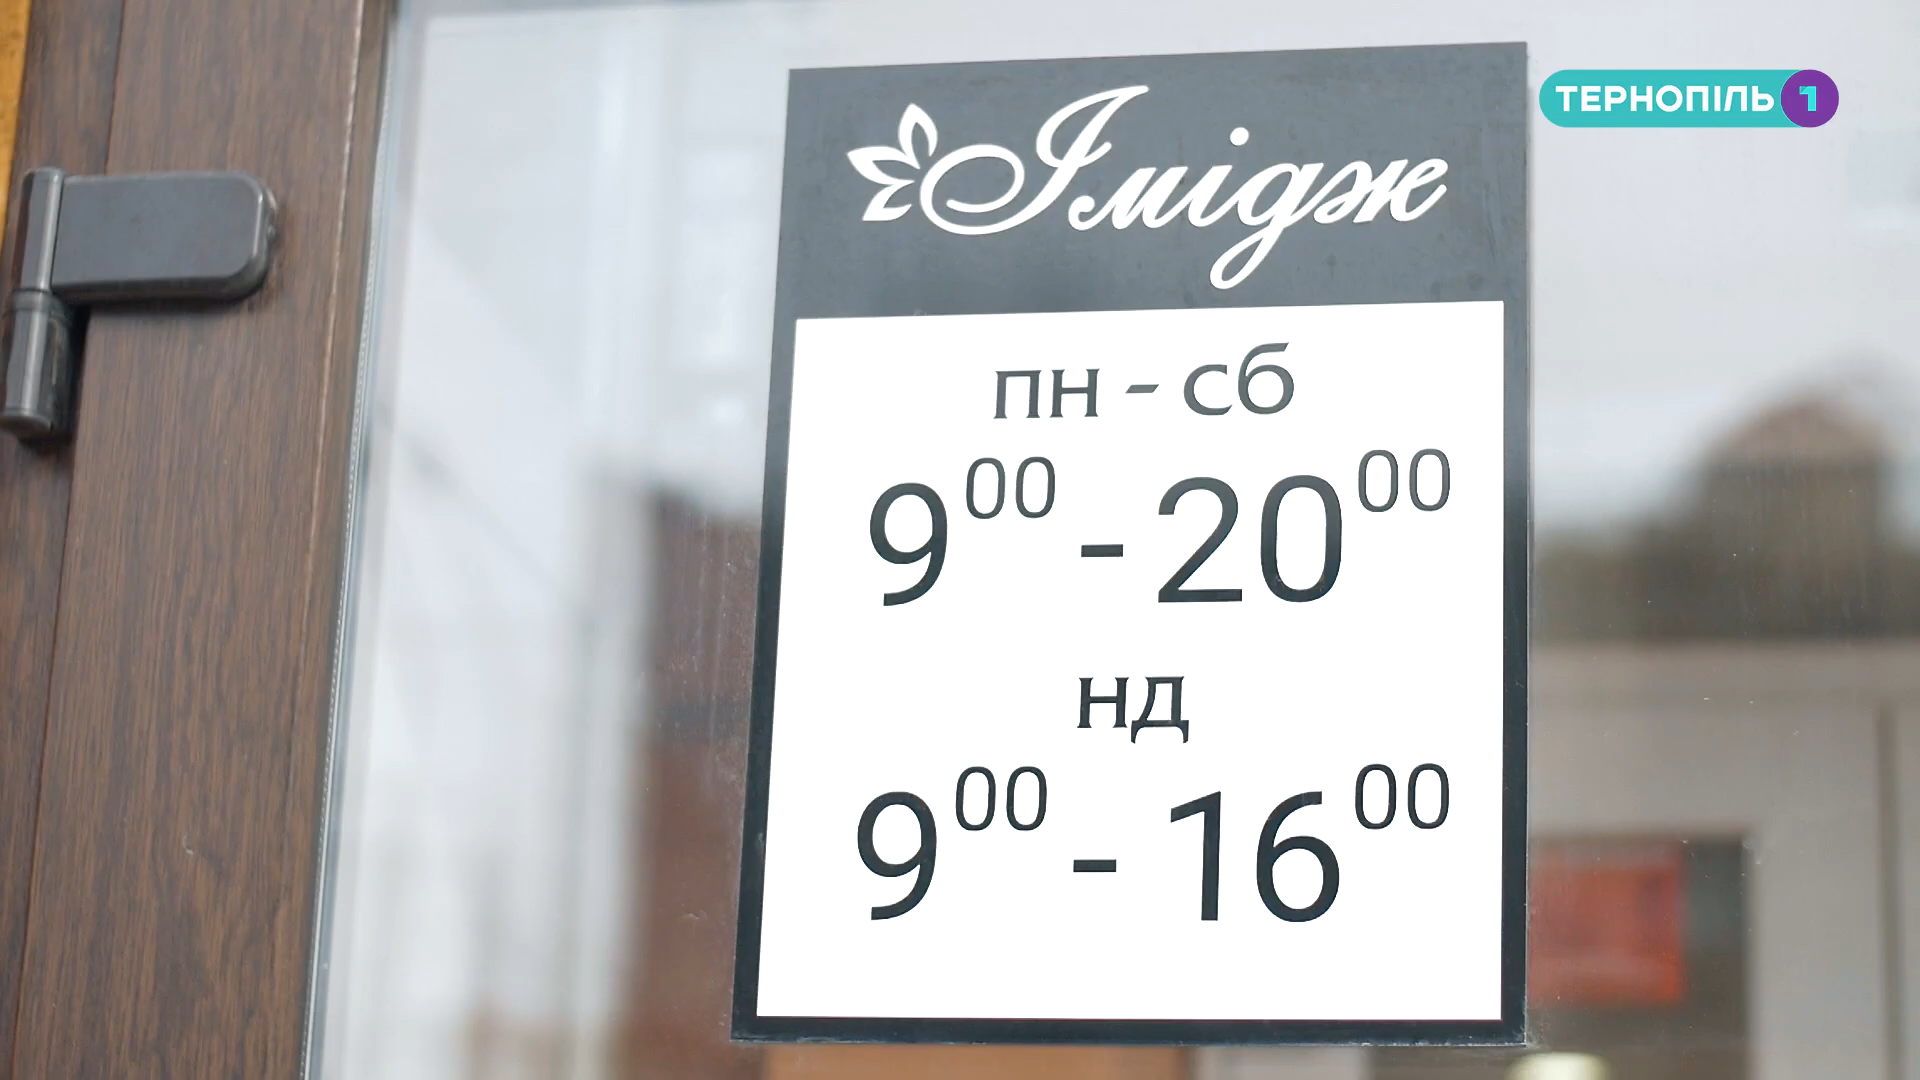 ТЕРНОПІЛЬ 1
Імідж
пн - сб
9⁰⁰ - 20⁰⁰
нд
9⁰⁰ - 16⁰⁰